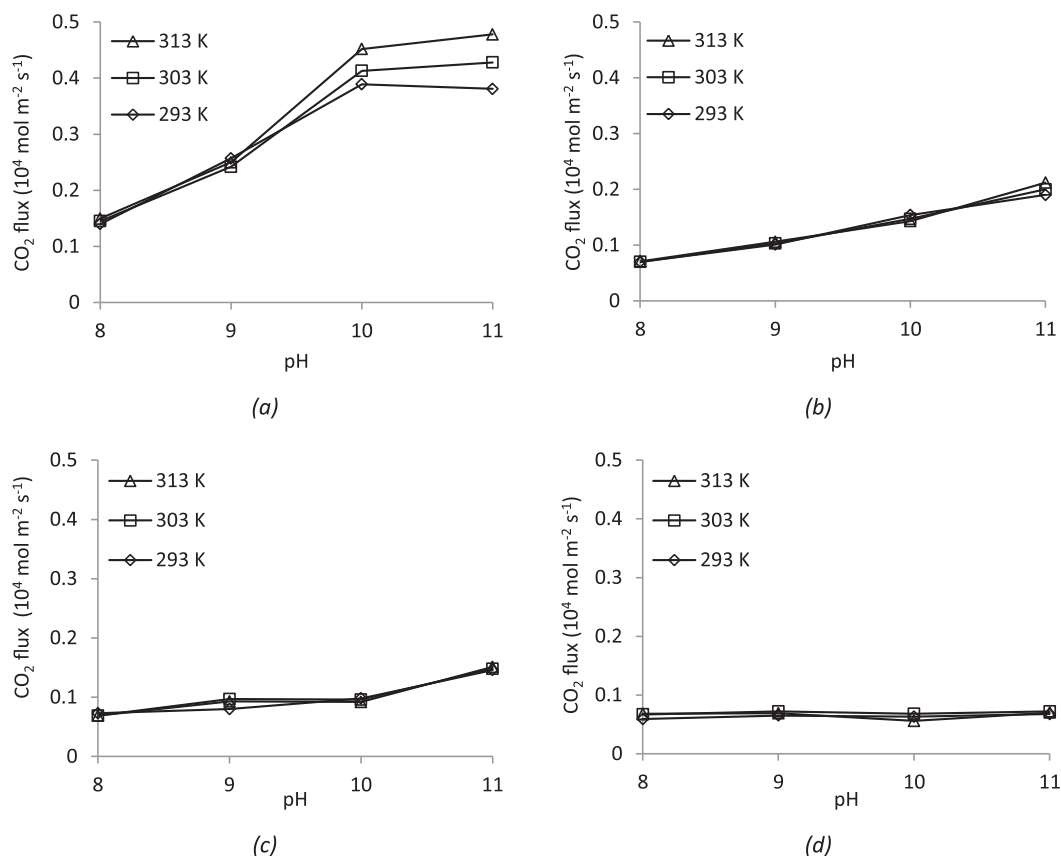 CO₂ flux (10⁴ mol m⁻² s⁻¹)
0.5
0.4
0.3
0.2
0.1
0
313 K
303 K
293 K
8 9 10 11
pH
(a)
CO₂ flux (10⁴ mol m⁻² s⁻¹)
0.5
0.4
0.3
0.2
0.1
0
313 K
303 K
293 K
8 9 10 11
pH
(b)
CO₂ flux (10⁴ mol m⁻² s⁻¹)
0.5
0.4
0.3
0.2
0.1
0
313 K
303 K
293 K
8 9 10 11
pH
(c)
CO₂ flux (10⁴ mol m⁻² s⁻¹)
0.5
0.4
0.3
0.2
0.1
0
313 K
303 K
293 K
8 9 10 11
pH
(d)